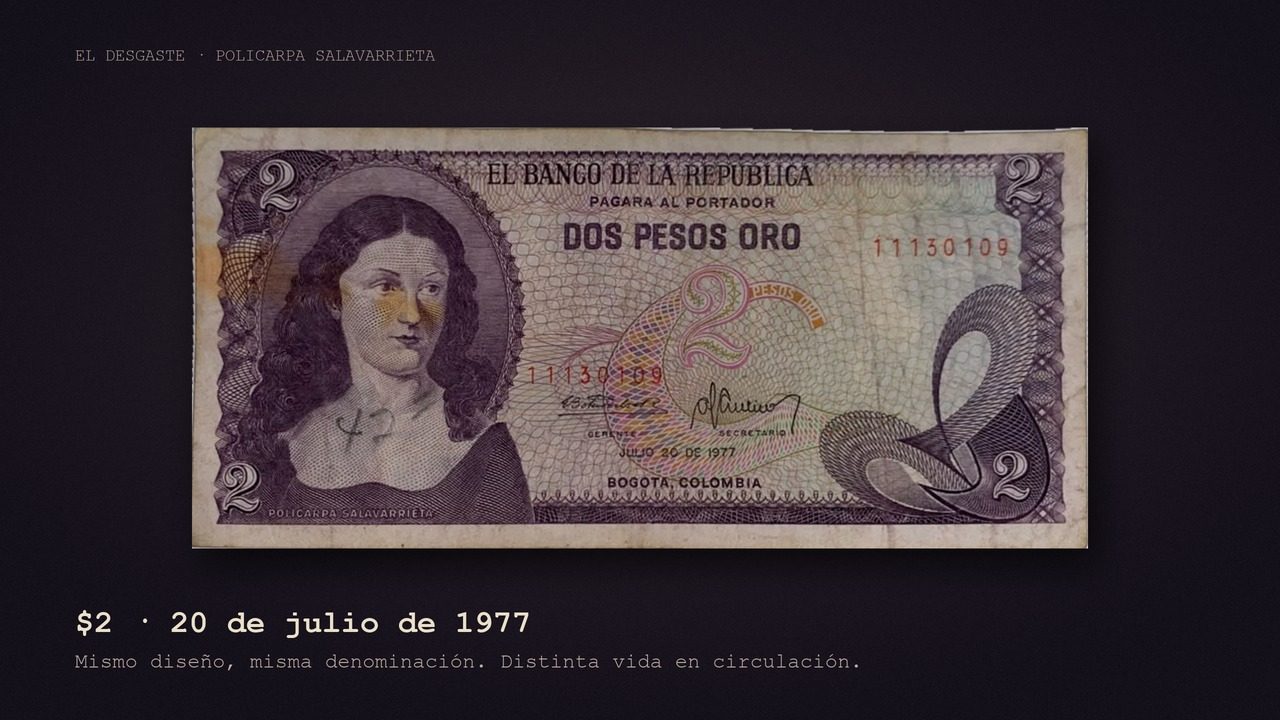 EL DESGASTE · POLICARPA SALAVARRIETA
2
2
EL BANCO DE LA REPUBLICA
PAGARA AL PORTADOR
DOS PESOS ORO
11130109
2 PESOS ORO
11130109
GERENTE
SECRETARIO
JULIO 20 DE 1977
BOGOTA, COLOMBIA
2
2
POLICARPA SALAVARRIETA
$2 · 20 de julio de 1977
Mismo diseño, misma denominación. Distinta vida en circulación.